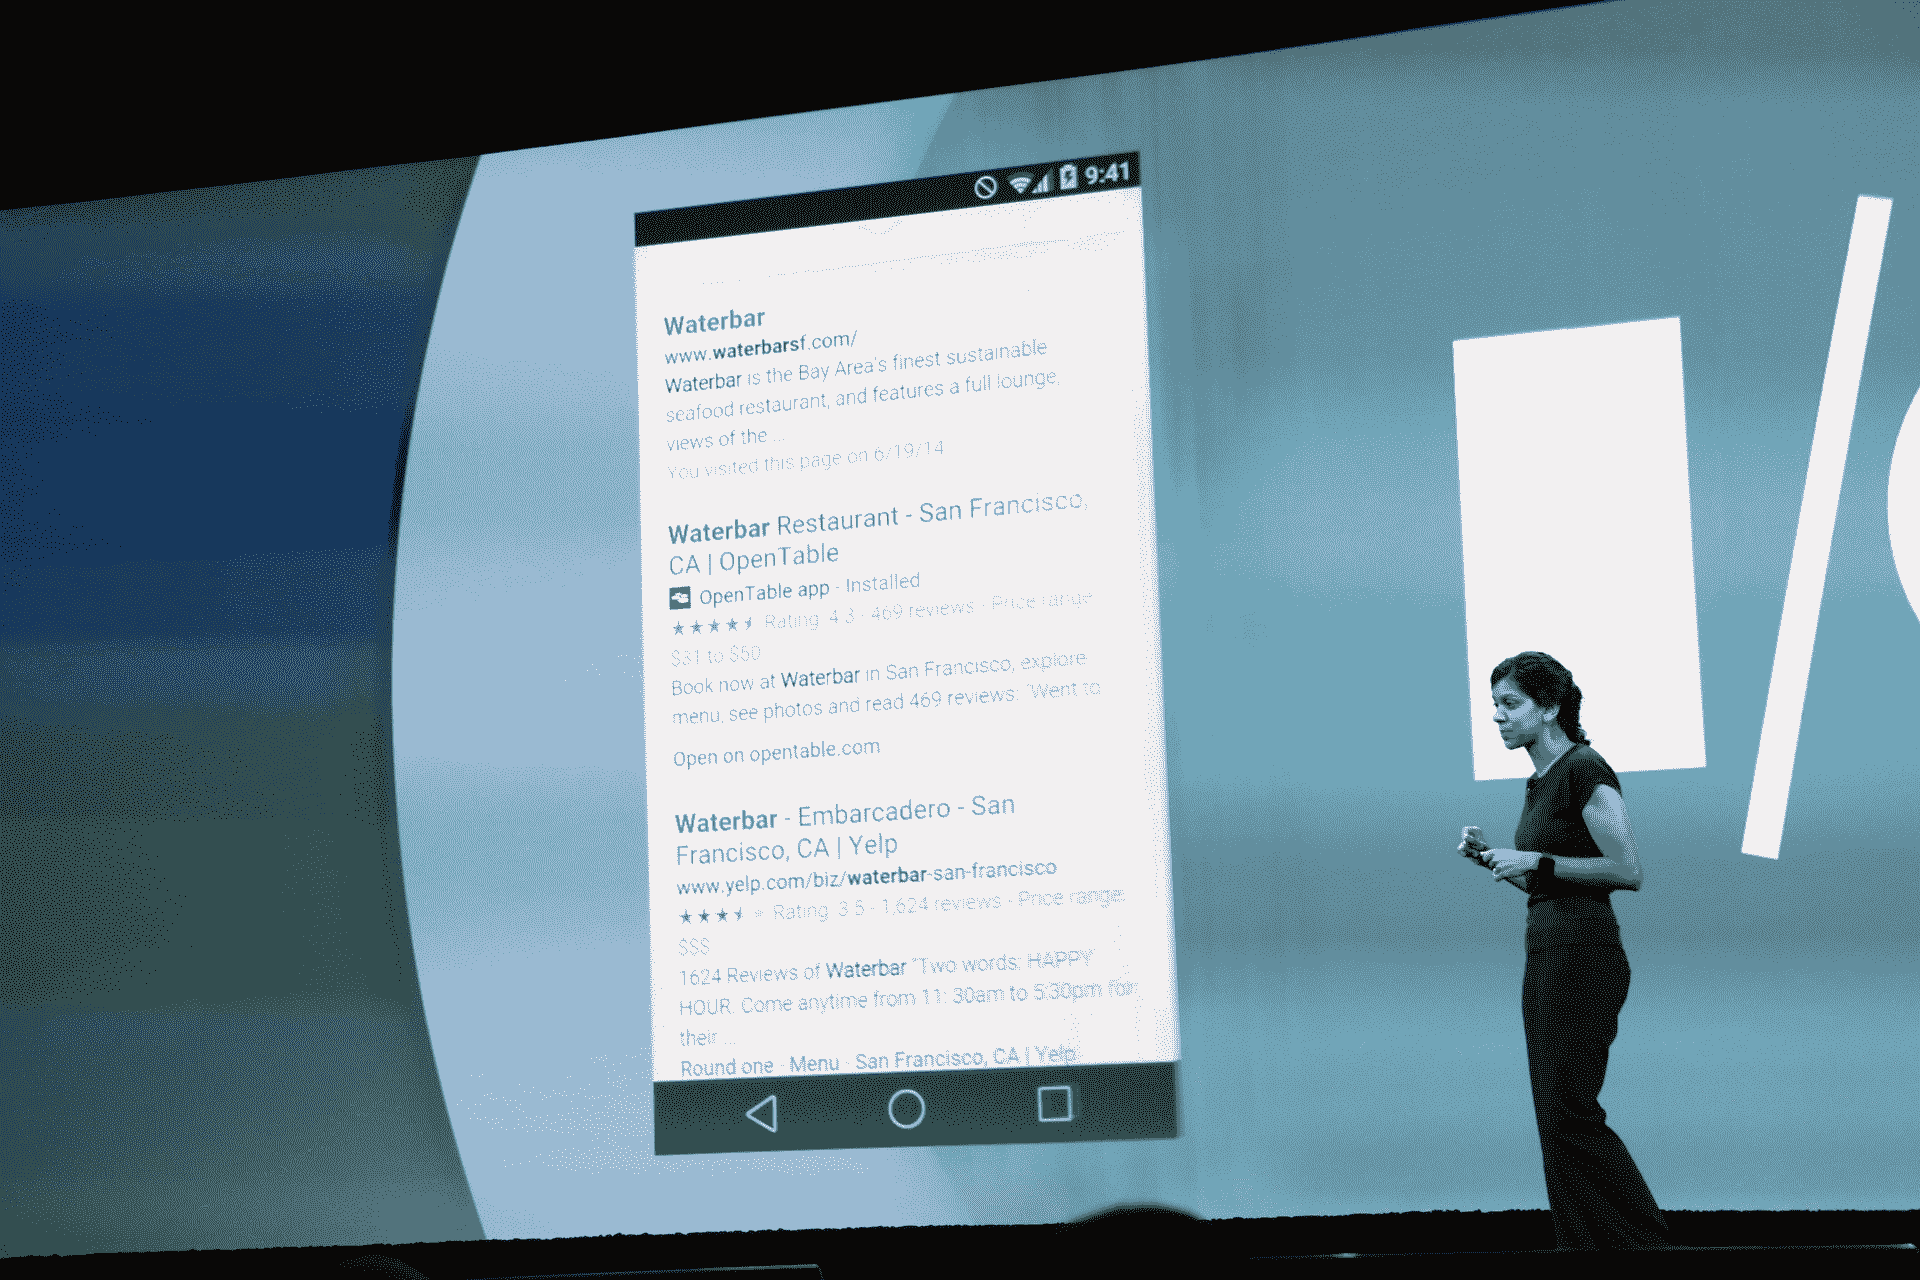 9:41
Waterbar
www.waterbarsf.com/
Waterbar is the Bay Area's finest sustainable
seafood restaurant, and features a full lounge,
views of the ...
You visited this page on 6/19/14
Waterbar Restaurant - San Francisco,
CA | OpenTable
OpenTable app - Installed
Rating: 4.3 - 469 reviews - Price range:
$31 to $50
Book now at Waterbar in San Francisco, explore
menu, see photos and read 469 reviews: "Went to
Open on opentable.com
Waterbar - Embarcadero - San
Francisco, CA | Yelp
www.yelp.com/biz/waterbar-san-francisco
Rating: 3.5 - 1,624 reviews - Price range:
$$$
1624 Reviews of Waterbar "Two words: HAPPY
HOUR. Come anytime from 11: 30am to 5:30pm for
their ...
Round one - Menu - San Francisco, CA | Yelp
I/O